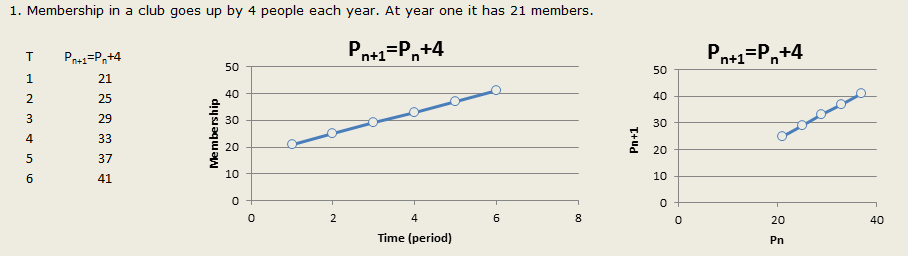 1. Membership in a club goes up by 4 people each year. At year one it has 21 members.
T Pn+1=Pn+4
1 21
2 25
3 29
4 33
5 37
6 41
Pn+1=Pn+4
50
40
30
20
10
0
0 2 4 6 8
Membership
Time (period)
Pn+1=Pn+4
50
40
30
20
10
0
0 20 40
Pn+1
Pn